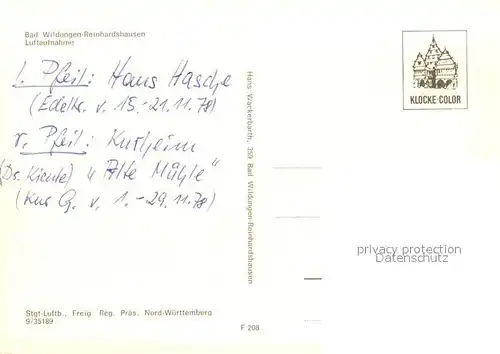 Bad Wildungen-Reinhardshausen
Luftaufnahme
l. Pfeil: Haus Hasche
v. 15.-21.11.78)
r. Pfeil: Kurheim
(Dr. "Alte Mühle"
(Kur G. v. 1.-29.11.78)
Stgt-Luftb., Freig. Reg. Präs. Nord-Württemberg
9/35189
F 208
Hans Wackerbarth, 359 Bad Wildungen-Reinhardshausen
KLOCKE-COLOR
privacy protection
Datenschutz